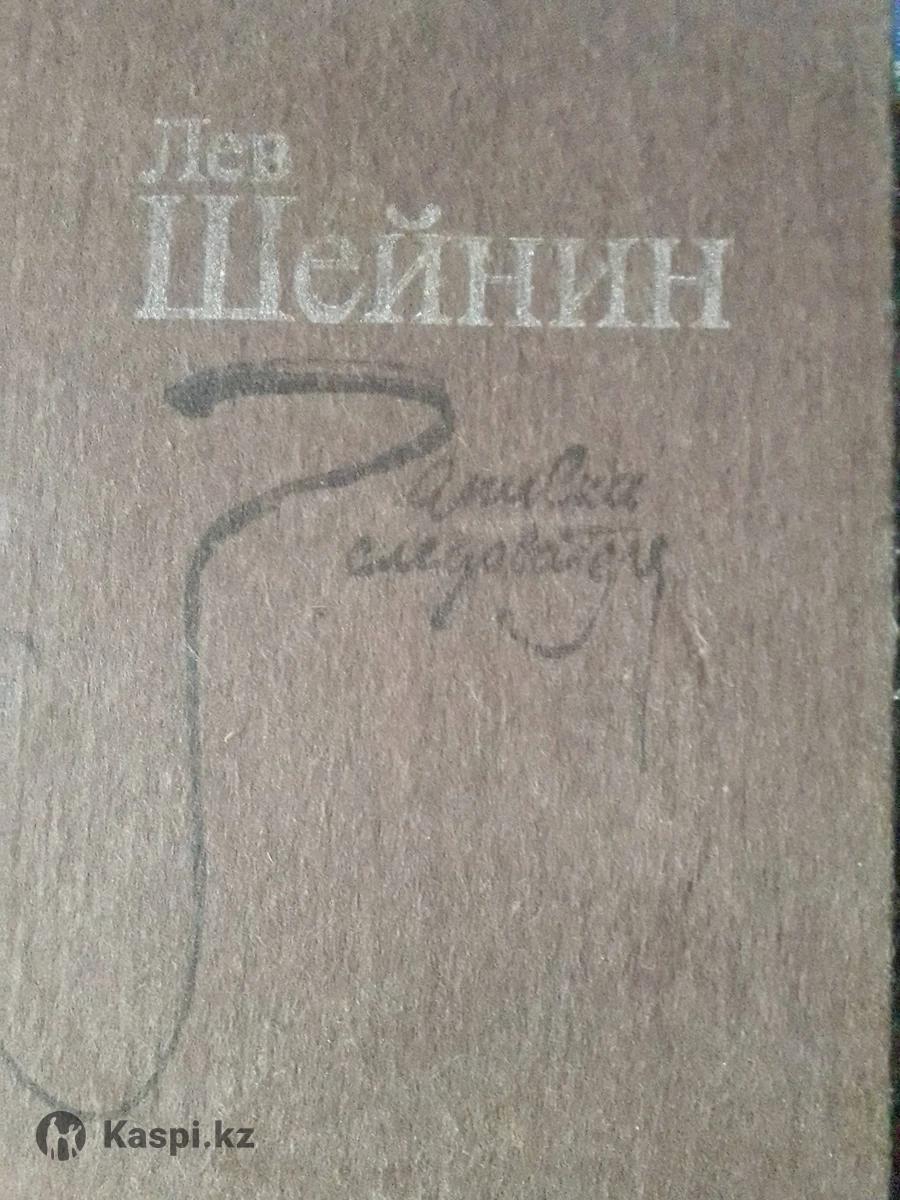 Лев
Шейнин
Записки
следователя
Kaspi.kz